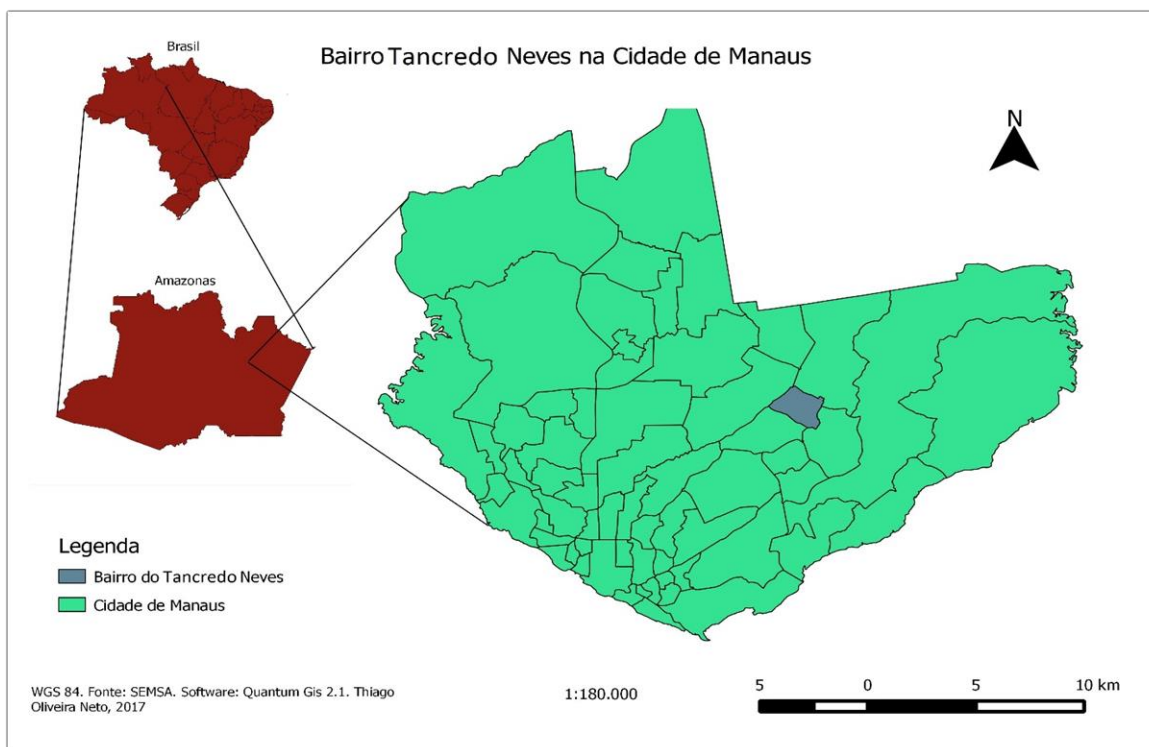 Bairro Tancredo Neves na Cidade de Manaus
Brasil
N
Amazonas
Legenda
Bairro do Tancredo Neves
Cidade de Manaus
WGS 84. Fonte: SEMSA. Software: Quantum Gis 2.1. Thiago
Oliveira Neto, 2017
1:180.000
5 0 5 10 km